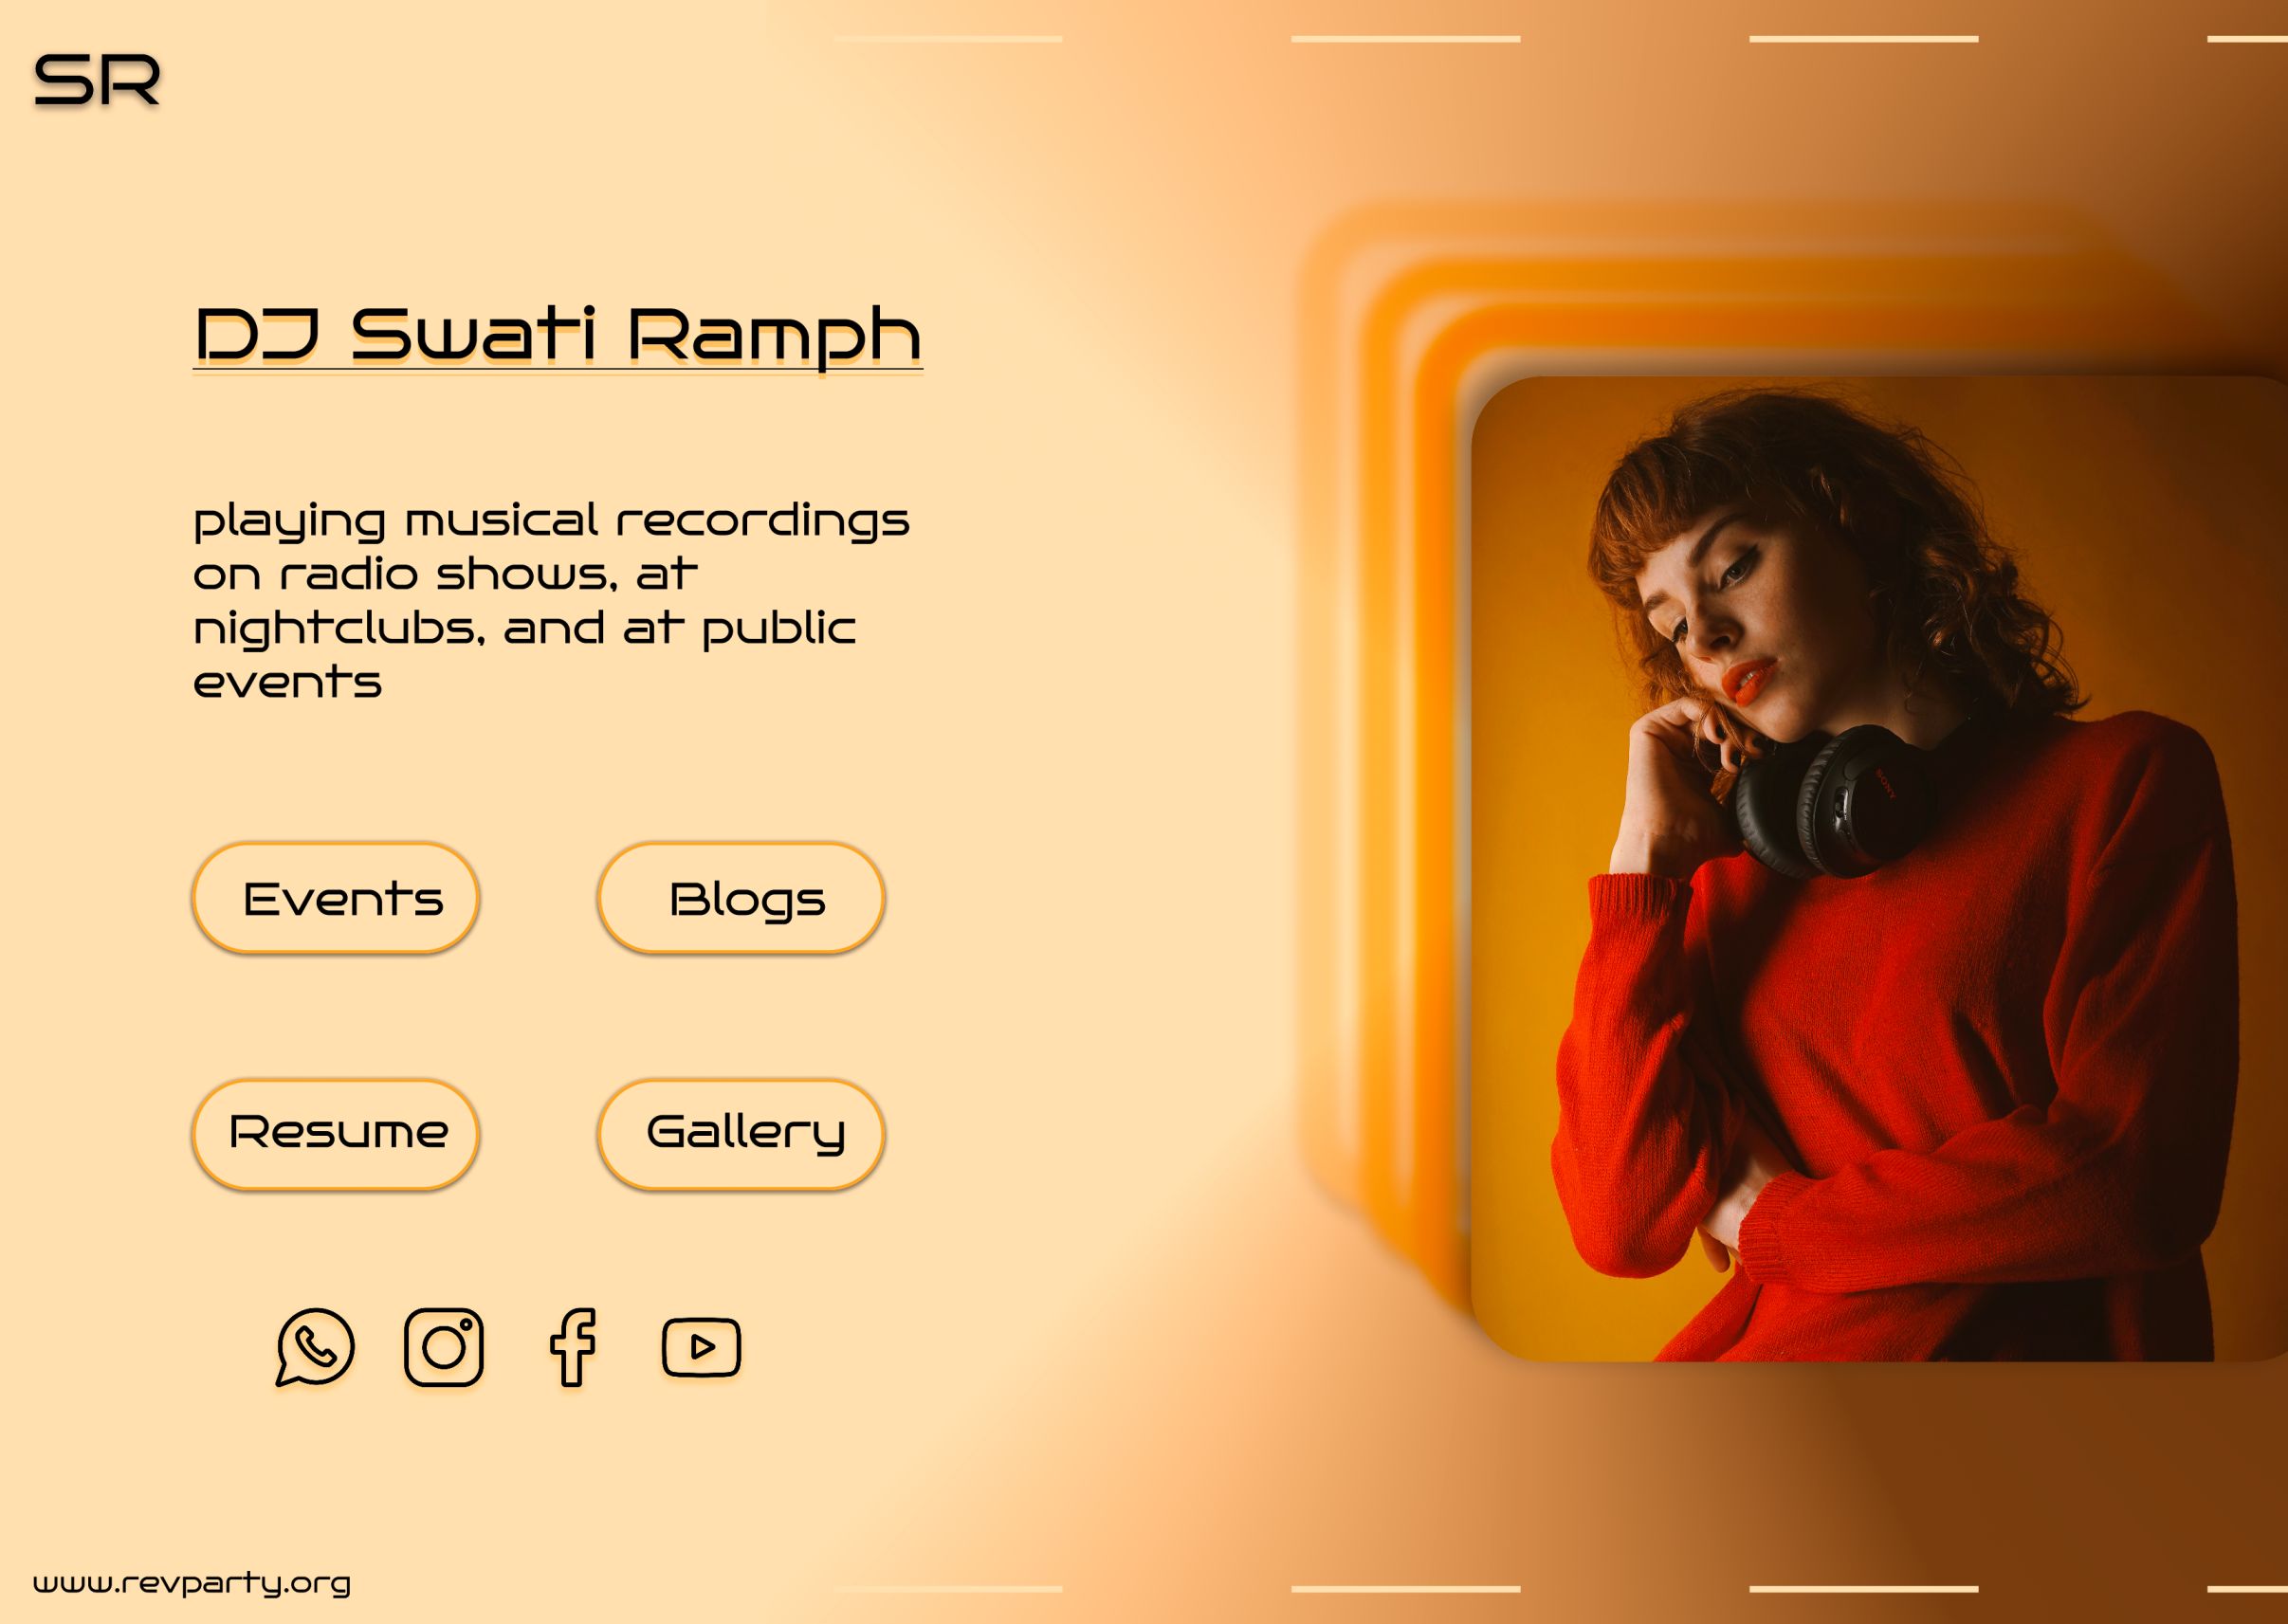 SR
DJ Swati Ramph
playing musical recordings
on radio shows, at
nightclubs, and at public
events
Events
Blogs
Resume
Gallery
SONY
www.revparty.org